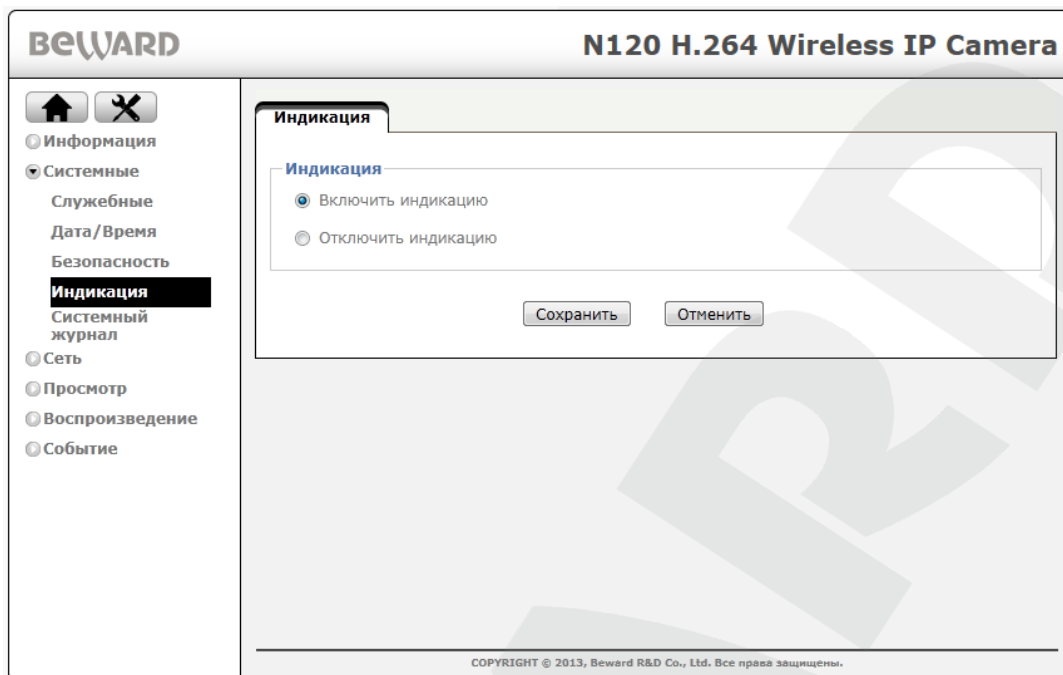 BEWARD
N120 H.264 Wireless IP Camera
Информация
Системные
Служебные
Дата/Время
Безопасность
Индикация
Системный
журнал
Сеть
Просмотр
Воспроизведение
Событие
Индикация
Индикация
Включить индикацию
Отключить индикацию
Сохранить
Отменить
COPYRIGHT © 2013, Beward R&D Co., Ltd. Все права защищены.